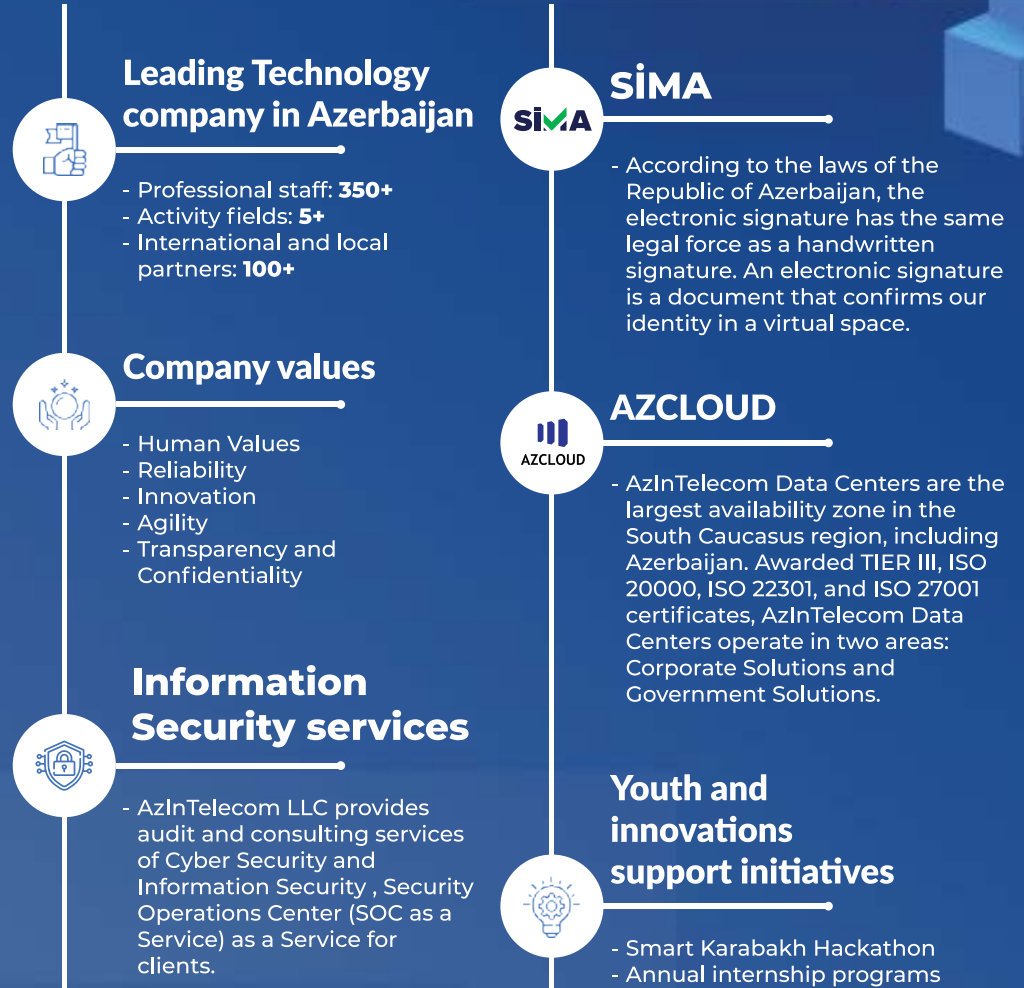 Leading Technology
company in Azerbaijan
- Professional staff: 350+
- Activity fields: 5+
- International and local
partners: 100+
Company values
- Human Values
- Reliability
- Innovation
- Agility
- Transparency and
Confidentiality
Information
Security services
- AzInTelecom LLC provides
audit and consulting services
of Cyber Security and
Information Security , Security
Operations Center (SOC as a
Service) as a Service for
clients.
SİMA
SİMA
- According to the laws of the
Republic of Azerbaijan, the
electronic signature has the same
legal force as a handwritten
signature. An electronic signature
is a document that confirms our
identity in a virtual space.
AZCLOUD
AZCLOUD
- AzInTelecom Data Centers are the
largest availability zone in the
South Caucasus region, including
Azerbaijan. Awarded TIER III, ISO
20000, ISO 22301, and ISO 27001
certificates, AzInTelecom Data
Centers operate in two areas:
Corporate Solutions and
Government Solutions.
Youth and
innovations
support initiatives
- Smart Karabakh Hackathon
- Annual internship programs